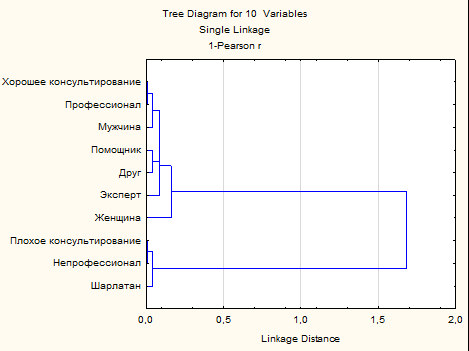 Tree Diagram for 10 Variables
Single Linkage
1-Pearson r
Хорошее консультирование
Профессионал
Мужчина
Помощник
Друг
Эксперт
Женщина
Плохое консультирование
Непрофессионал
Шарлатан
0,0 0,5 1,0 1,5 2,0
Linkage Distance